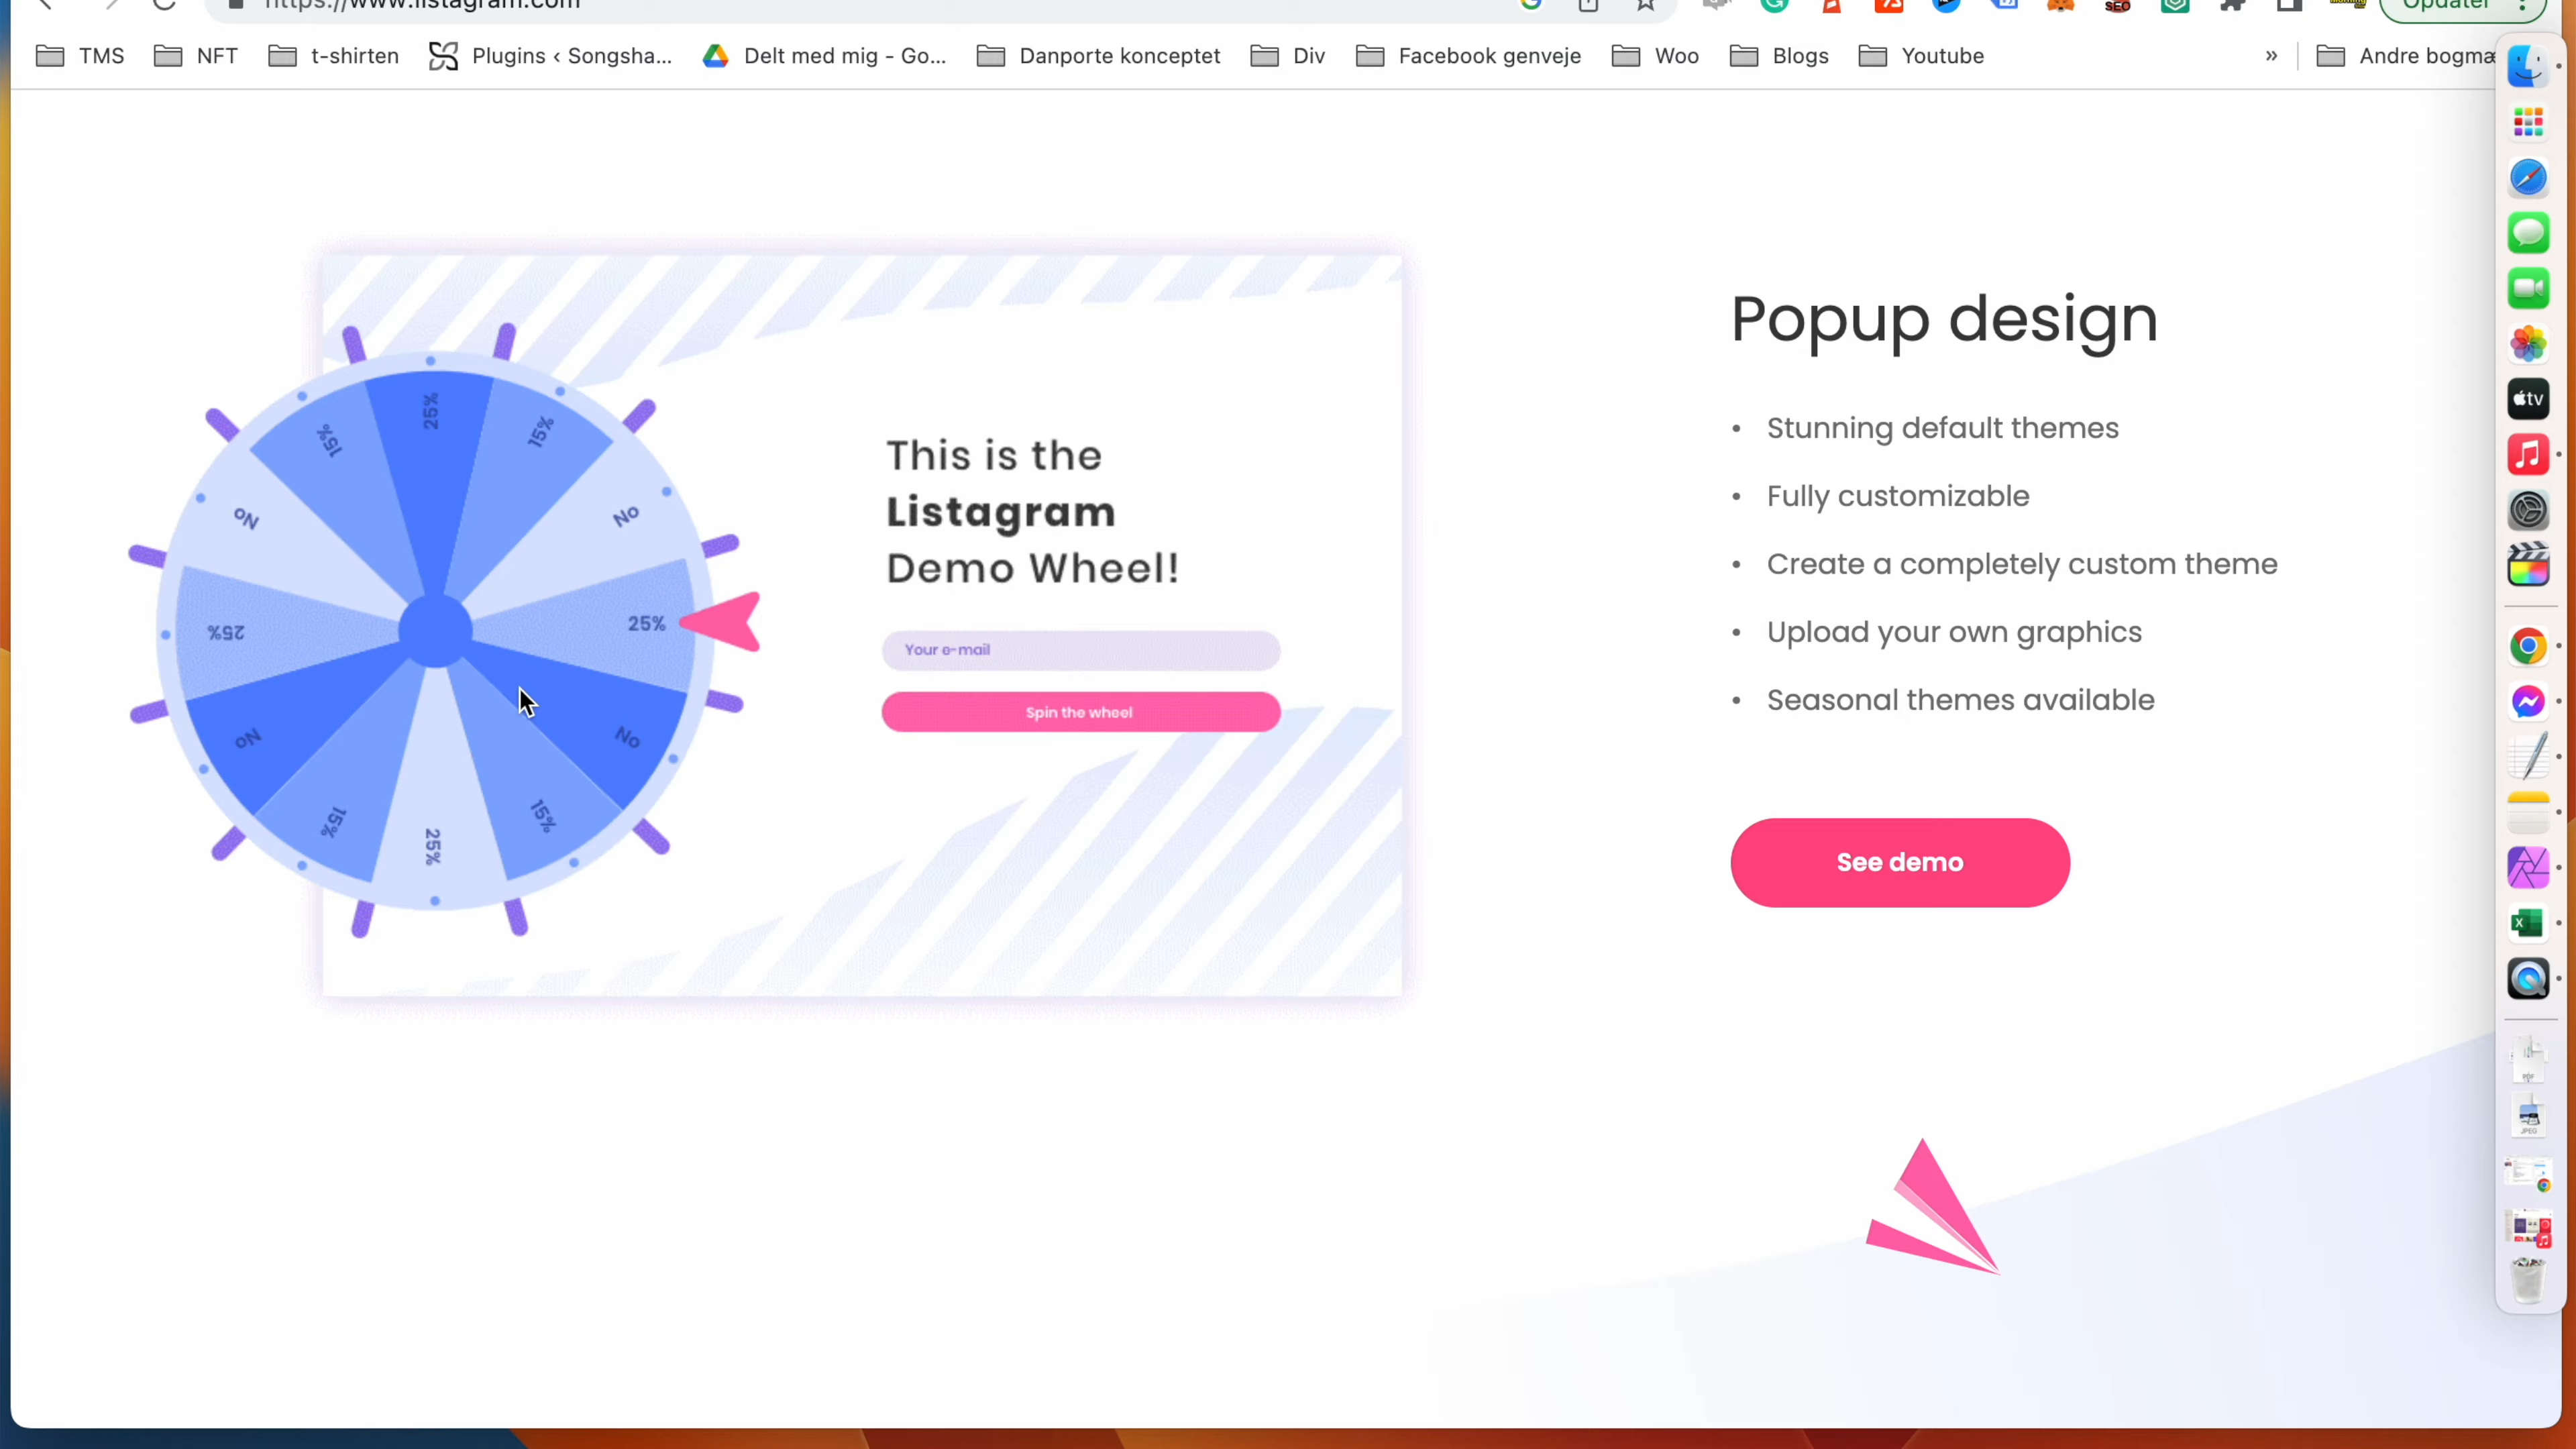 https://www.listagram.com
Updater
TMS
NFT
t-shirten
Plugins ‹ Songsha...
Delt med mig - Go...
Danporte konceptet
Div
Facebook genveje
Woo
Blogs
Youtube
»
Popup design
• Stunning default themes
• Fully customizable
• Create a completely custom theme
• Upload your own graphics
• Seasonal themes available
See demo
This is the
Listagram
Demo Wheel!
Your e-mail
Spin the wheel
25%
15%
No
25%
No
15%
25%
15%
No
25%
No
15%
tv
SEO
PDF
JPEG